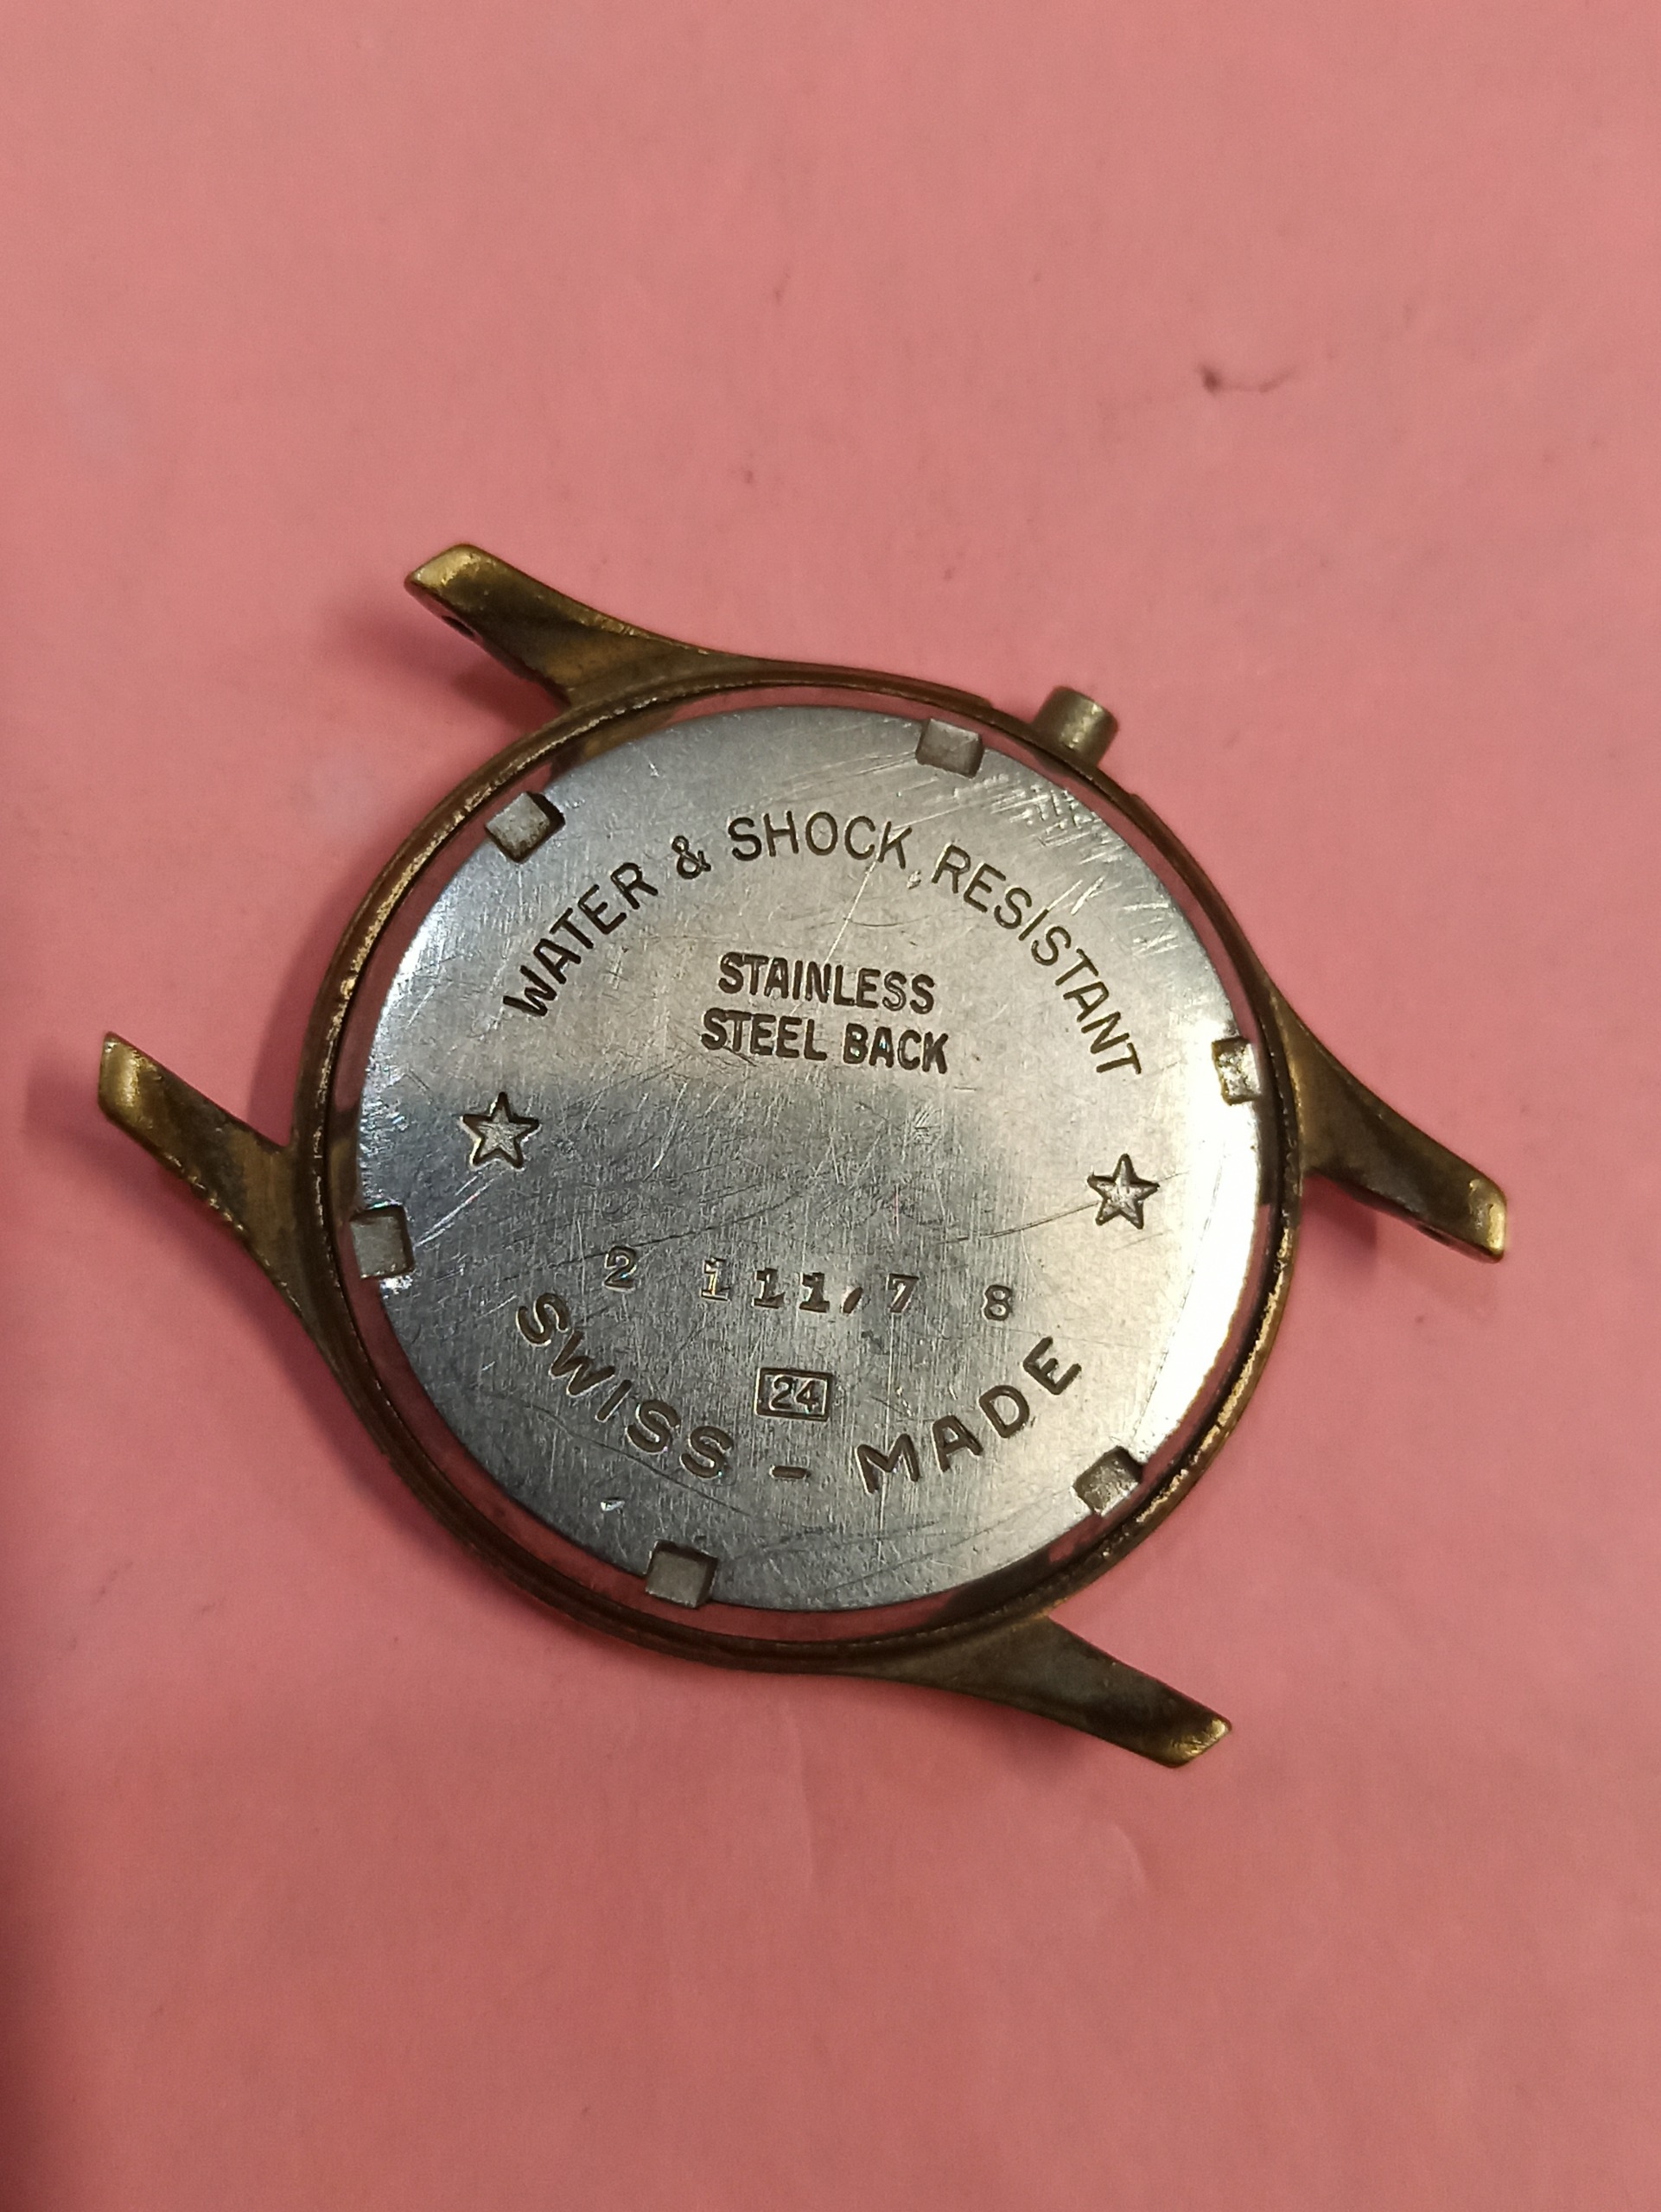 WATER & SHOCK RESISTANT
STAINLESS
STEEL BACK
2 111,7 8
24
SWISS - MADE